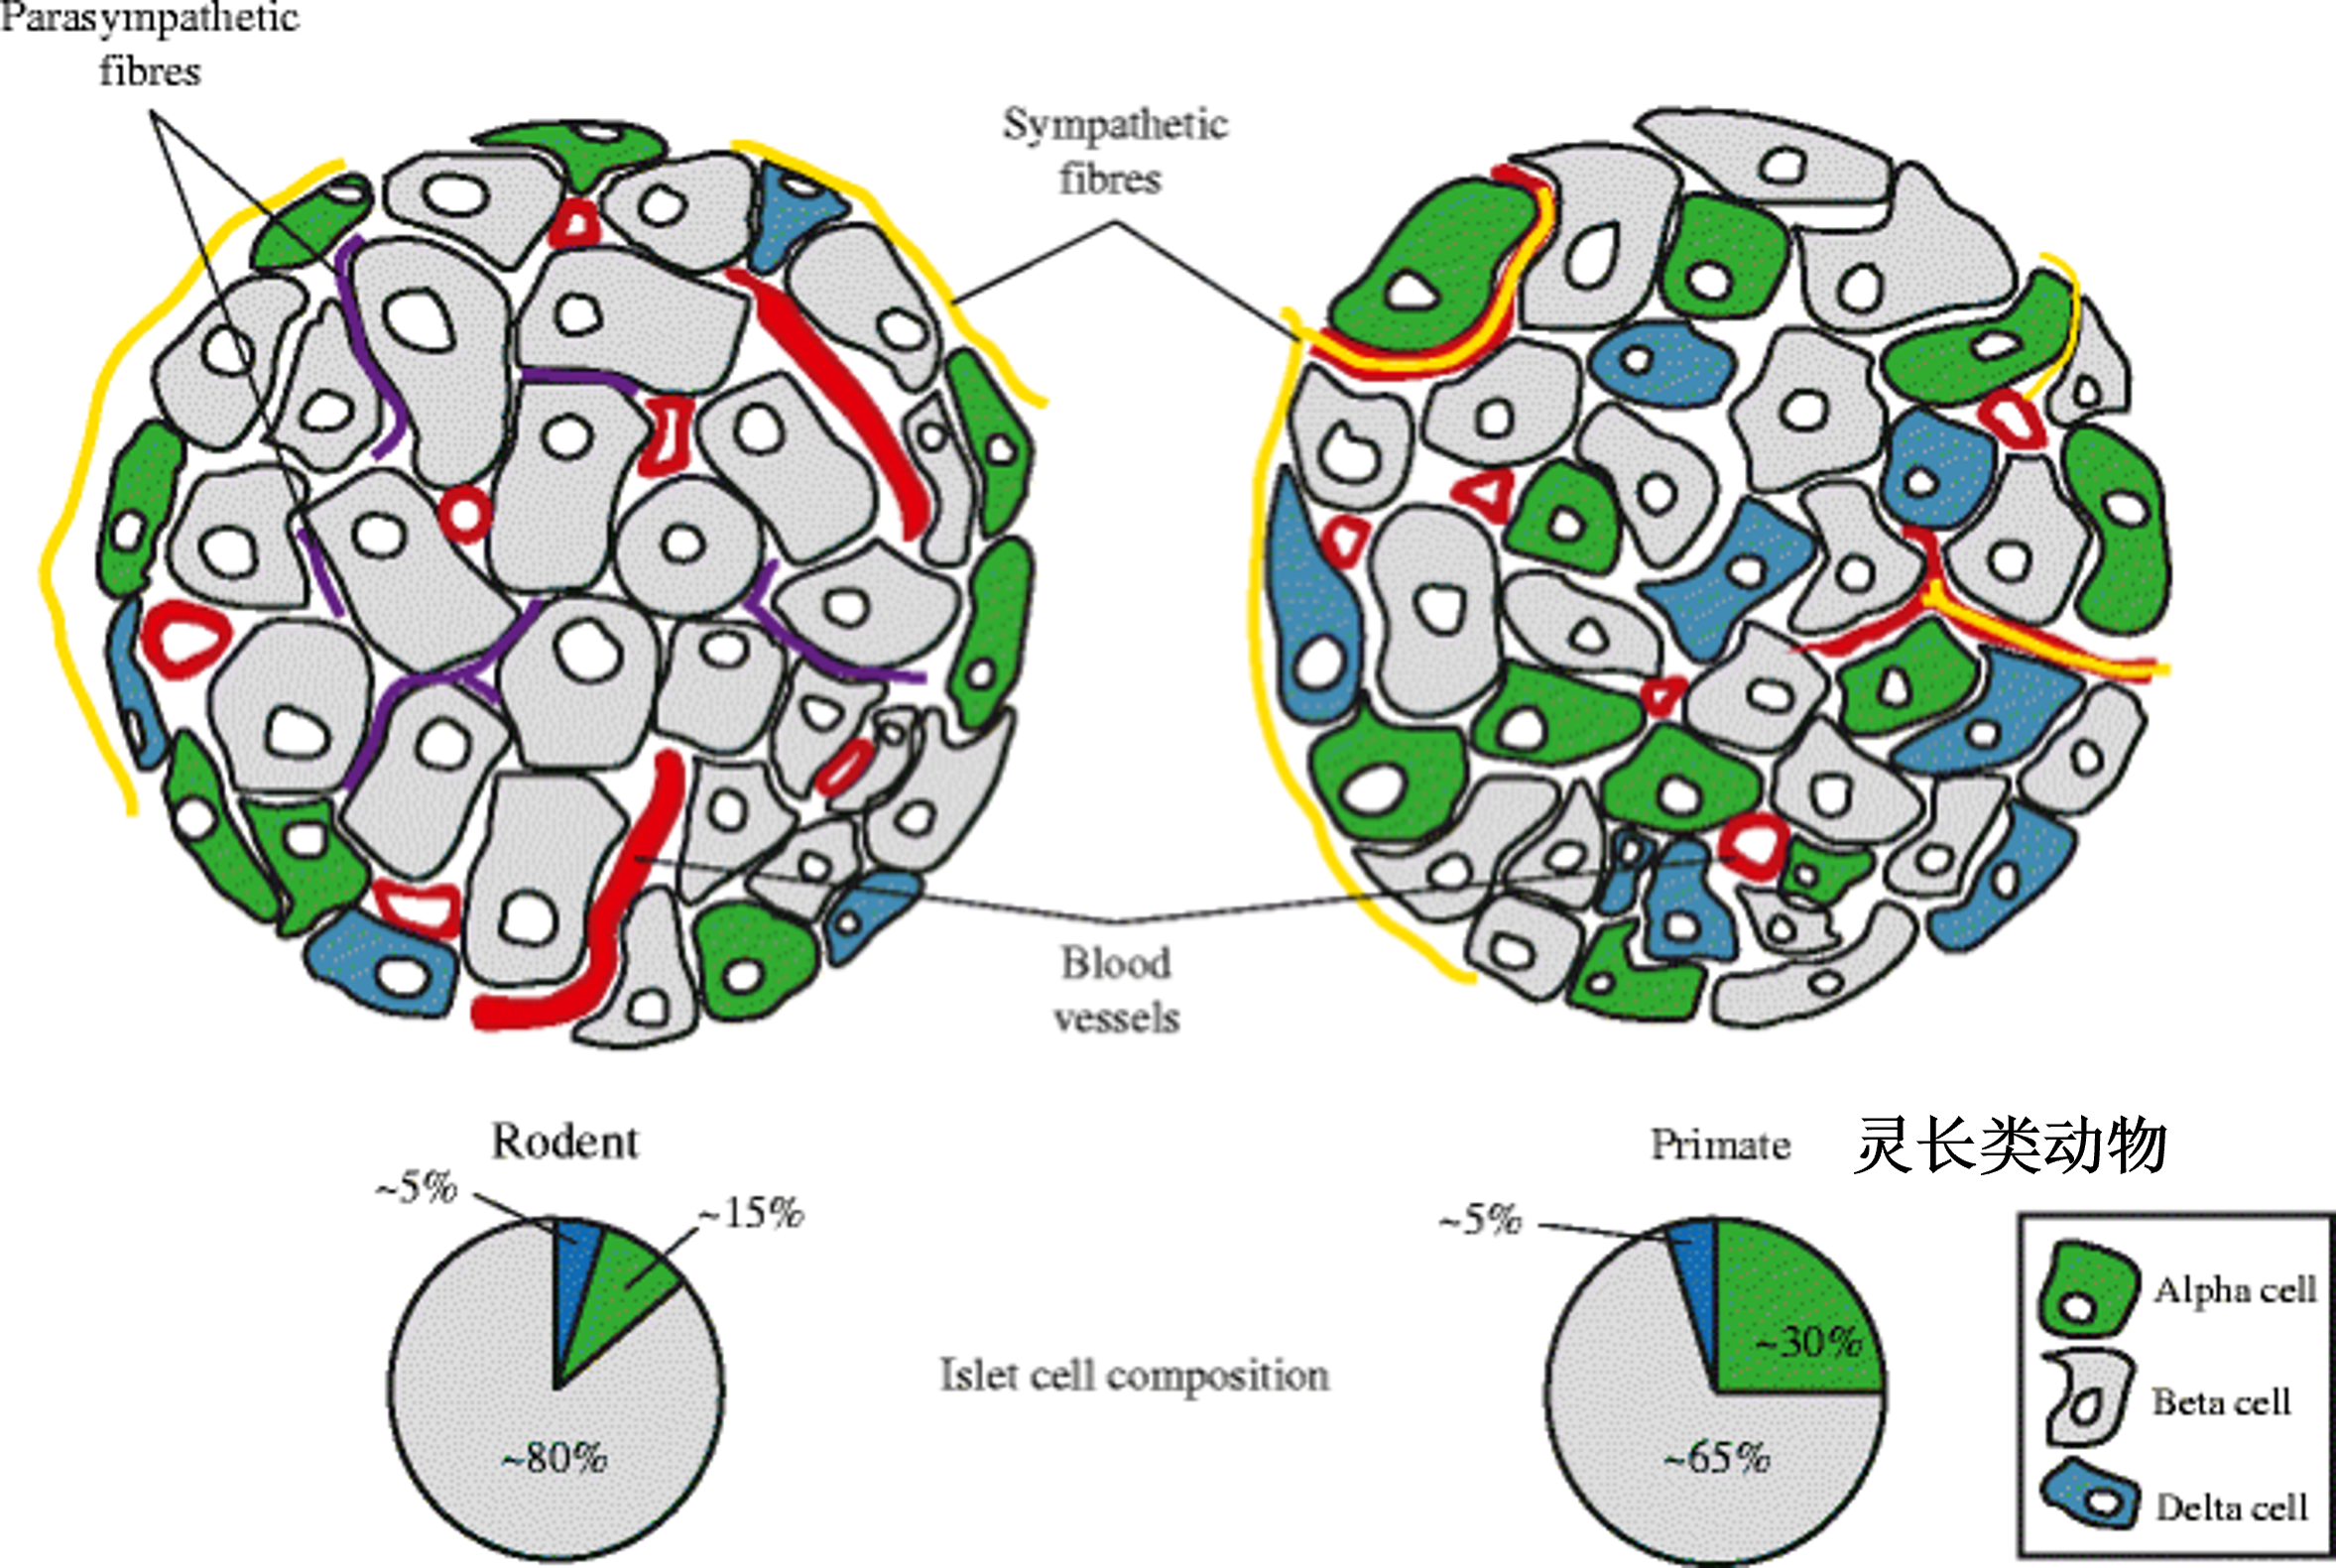 Parasympathetic
fibres
Sympathetic
fibres
Blood
vessels
Rodent
Primate 灵长类动物
~5%
~15%
~80%
Islet cell composition
~5%
~30%
~65%
Alpha cell
Beta cell
Delta cell